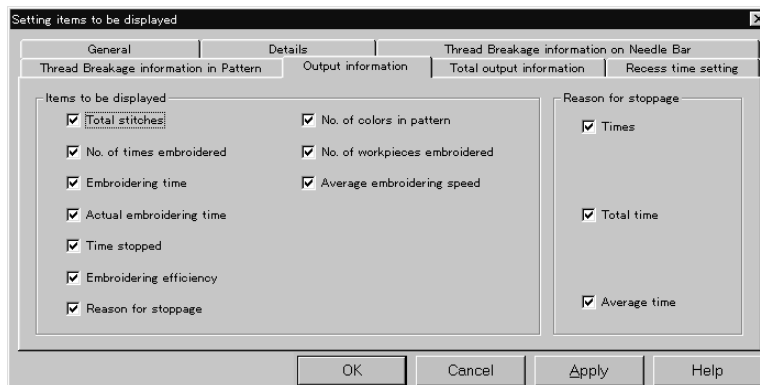 Setting items to be displayed
General
Details
Thread Breakage information on Needle Bar
Thread Breakage information in Pattern
Output information
Total output information
Recess time setting
Items to be displayed
Total stitches
No. of times embroidered
Embroidering time
Actual embroidering time
Time stopped
Embroidering efficiency
Reason for stoppage
No. of colors in pattern
No. of workpieces embroidered
Average embroidering speed
Reason for stoppage
Times
Total time
Average time
OK
Cancel
Apply
Help